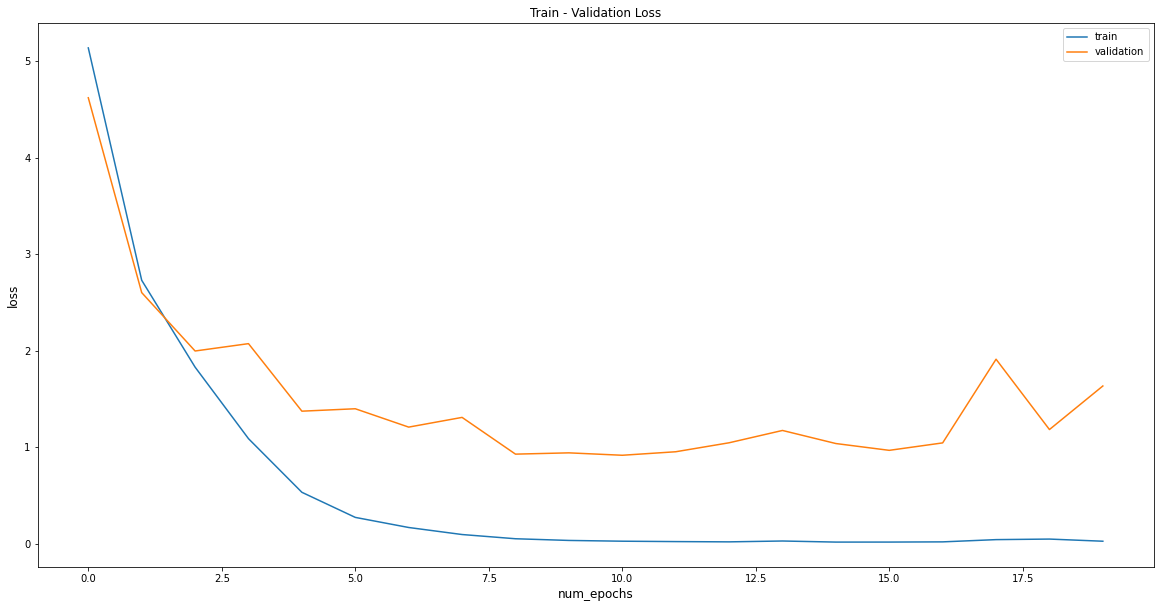 Train - Validation Loss
train
validation
5
4
3
2
1
0
loss
0.0 2.5 5.0 7.5 10.0 12.5 15.0 17.5
num_epochs